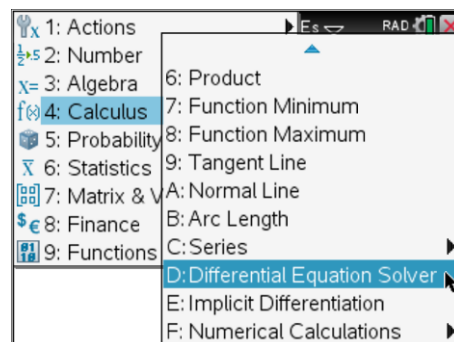 1: Actions
2: Number
3: Algebra
4: Calculus
5: Probability
6: Statistics
7: Matrix & V
8: Finance
9: Functions
Es RAD
6: Product
7: Function Minimum
8: Function Maximum
9: Tangent Line
A: Normal Line
B: Arc Length
C: Series
D: Differential Equation Solver
E: Implicit Differentiation
F: Numerical Calculations